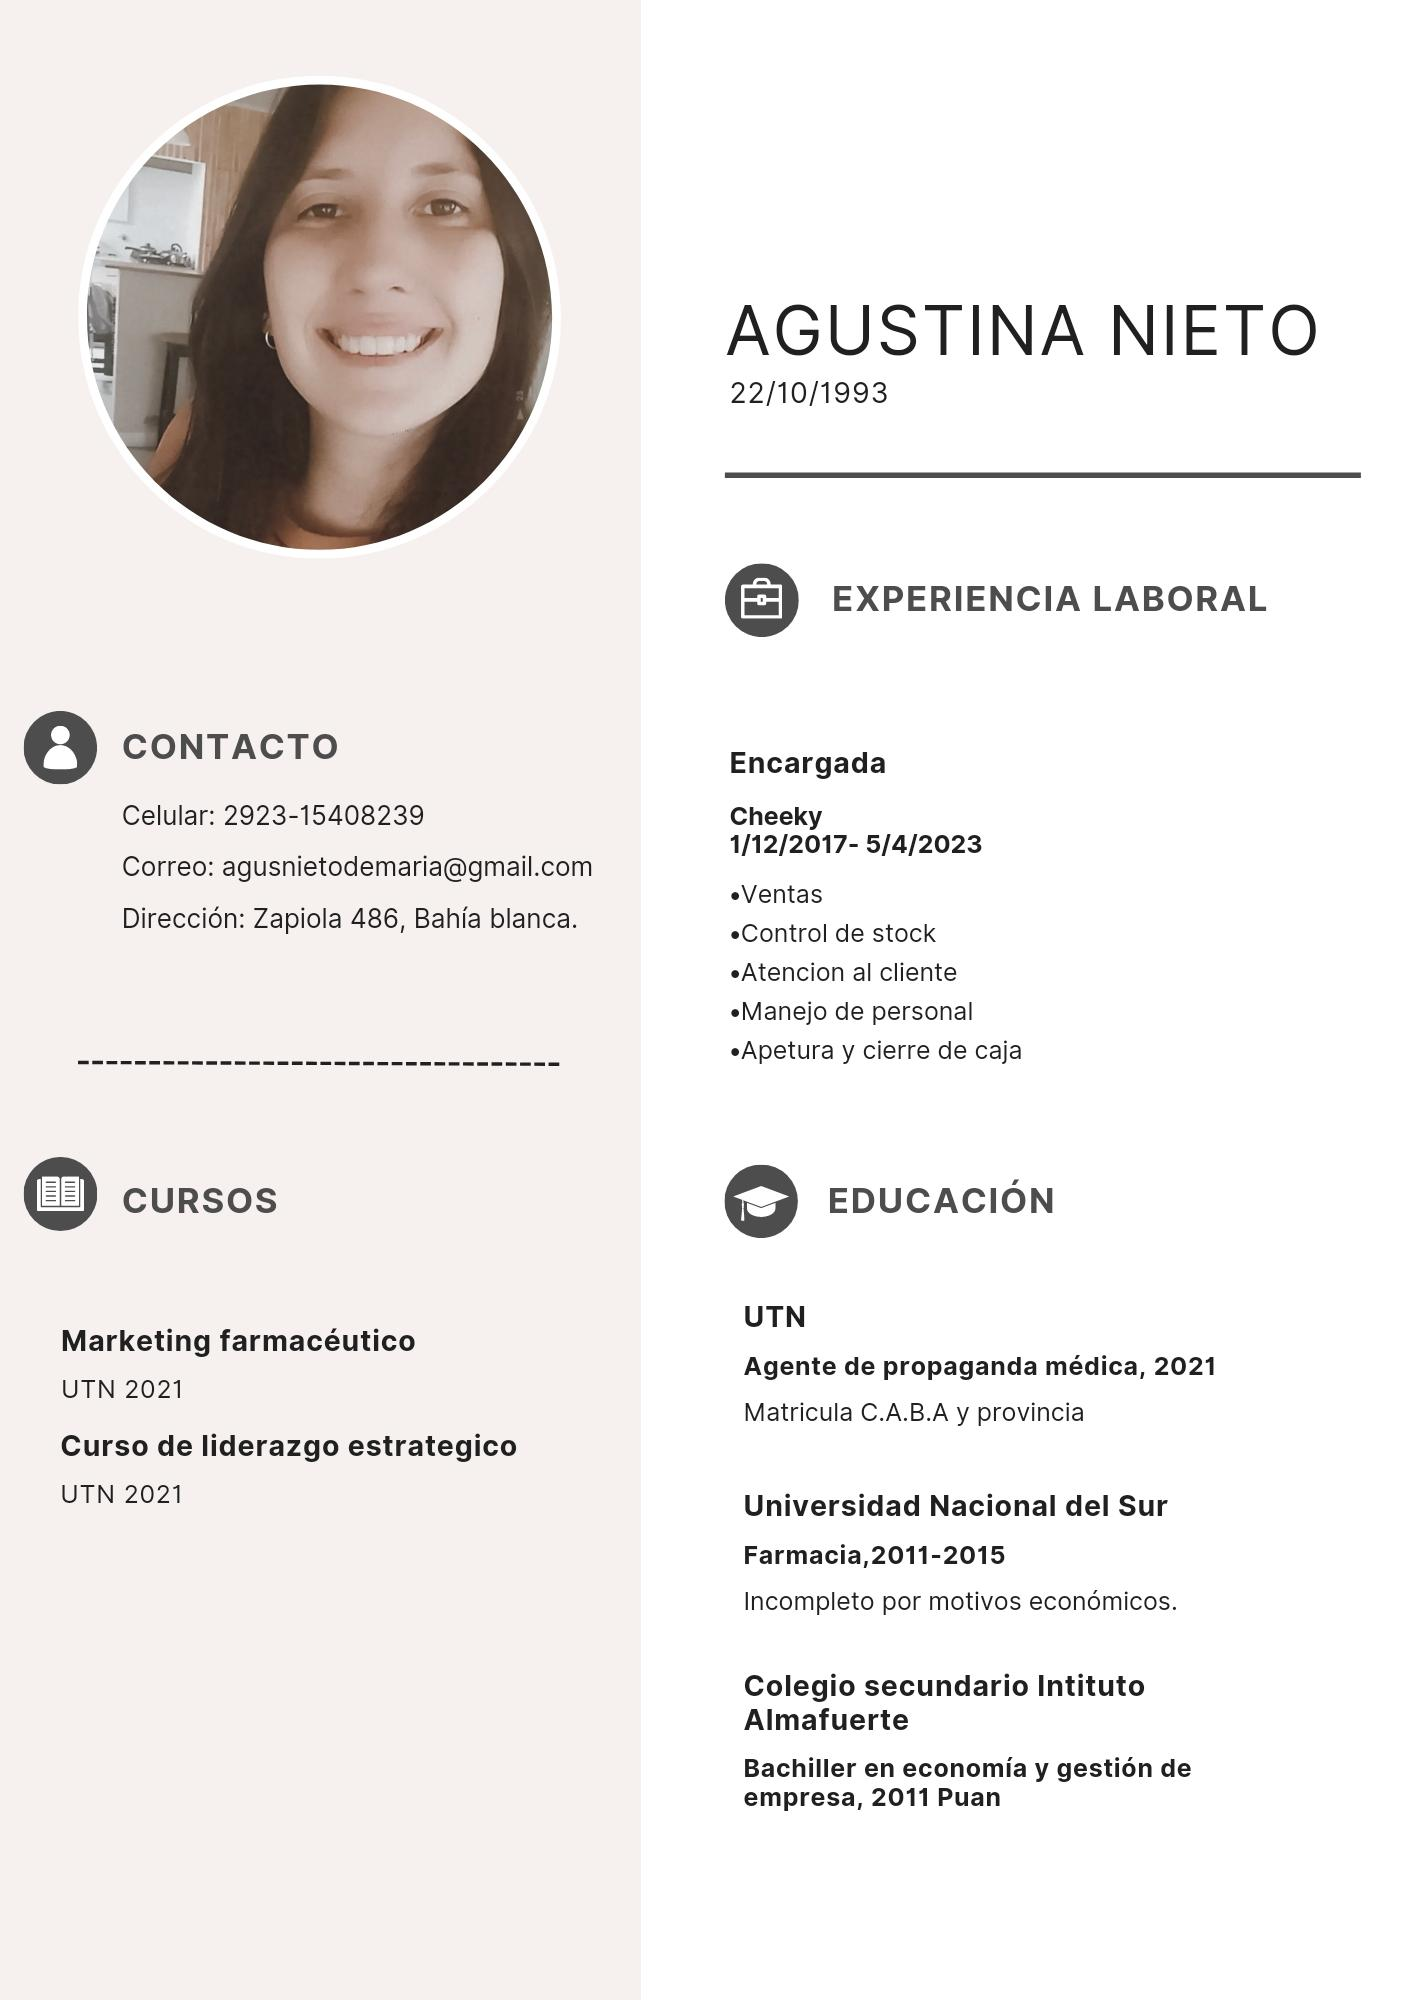 AGUSTINA NIETO
22/10/1993
CONTACTO
Celular: 2923-15408239
Correo: agusnietodemaria@gmail.com
Dirección: Zapiola 486, Bahía blanca.
CURSOS
Marketing farmacéutico
UTN 2021
Curso de liderazgo estrategico
UTN 2021
EXPERIENCIA LABORAL
Encargada
Cheeky
1/12/2017- 5/4/2023
•Ventas
•Control de stock
•Atencion al cliente
•Manejo de personal
•Apetura y cierre de caja
EDUCACIÓN
UTN
Agente de propaganda médica, 2021
Matricula C.A.B.A y provincia
Universidad Nacional del Sur
Farmacia,2011-2015
Incompleto por motivos económicos.
Colegio secundario Intituto
Almafuerte
Bachiller en economía y gestión de
empresa, 2011 Puan